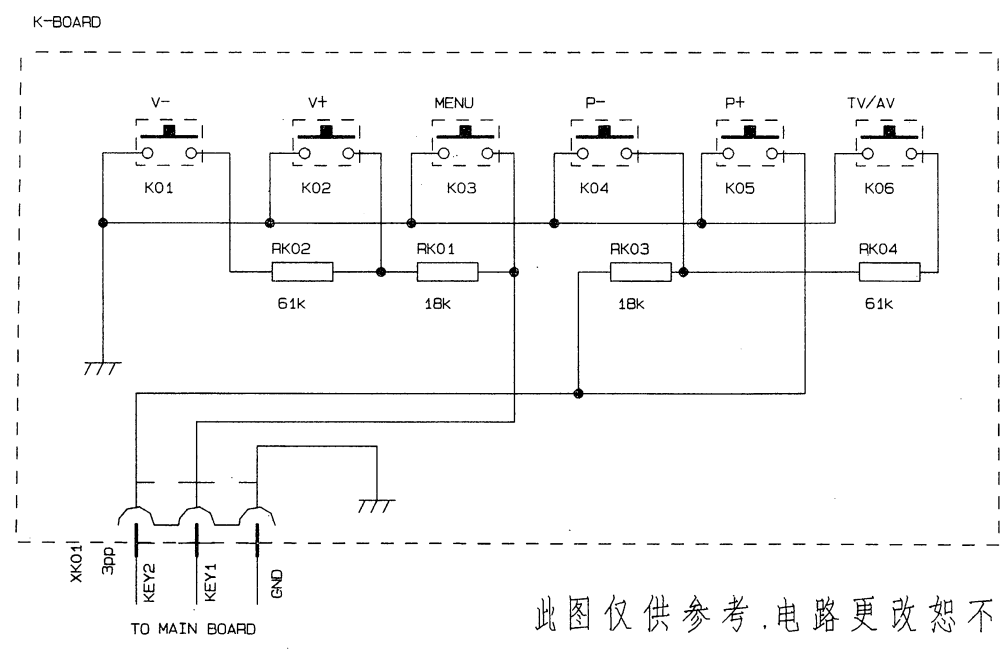 K-BOARD
V- V+ MENU P- P+ TV/AV
K01 K02 K03 K04 K05 K06
RK02 RK01 RK03 RK04
61k 18k 18k 61k
XK01 3pp KEY2 KEY1 GND
TO MAIN BOARD
此图仅供参考.电路更改恕不